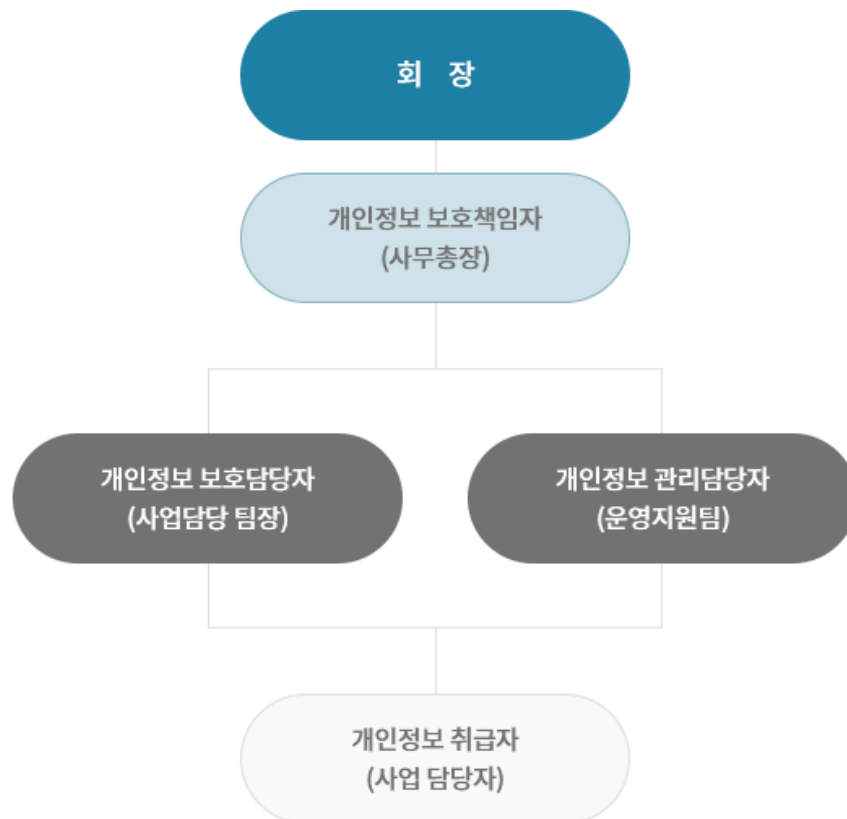 회 장
개인정보 보호책임자
(사무총장)
개인정보 보호담당자
(사업담당 팀장)
개인정보 관리담당자
(운영지원팀)
개인정보 취급자
(사업 담당자)